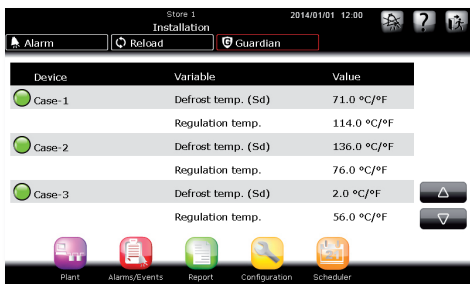 Store 1
2014/01/01 12:00
Installation
?
Alarm
Reload
G Guardian
Device Variable Value
Case-1 Defrost temp. (Sd) 71.0 °C/°F
Regulation temp. 114.0 °C/°F
Case-2 Defrost temp. (Sd) 136.0 °C/°F
Regulation temp. 76.0 °C/°F
Case-3 Defrost temp. (Sd) 2.0 °C/°F
Regulation temp. 56.0 °C/°F
Plant Alarms/Events Report Configuration Scheduler